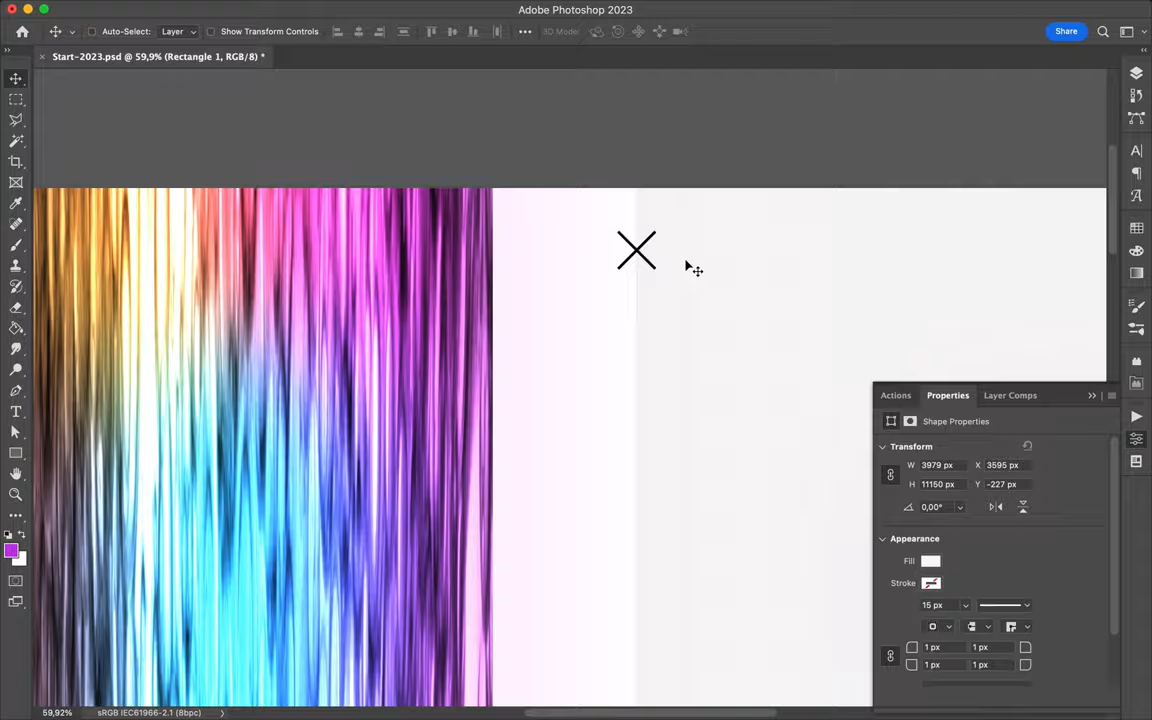 Adobe Photoshop 2023
Auto-Select: Layer Show Transform Controls 3D Mode Share
× Start-2023.psd @ 59,9% (Rectangle 1, RGB/8) *
Actions Properties Layer Comps
Shape Properties
Transform
W 3979 px X 3595 px
H 11150 px Y -227 px
0,00°
Appearance
Fill
Stroke
15 px
1 px 1 px
1 px 1 px
59,92% sRGB IEC61966-2.1 (8bpc)